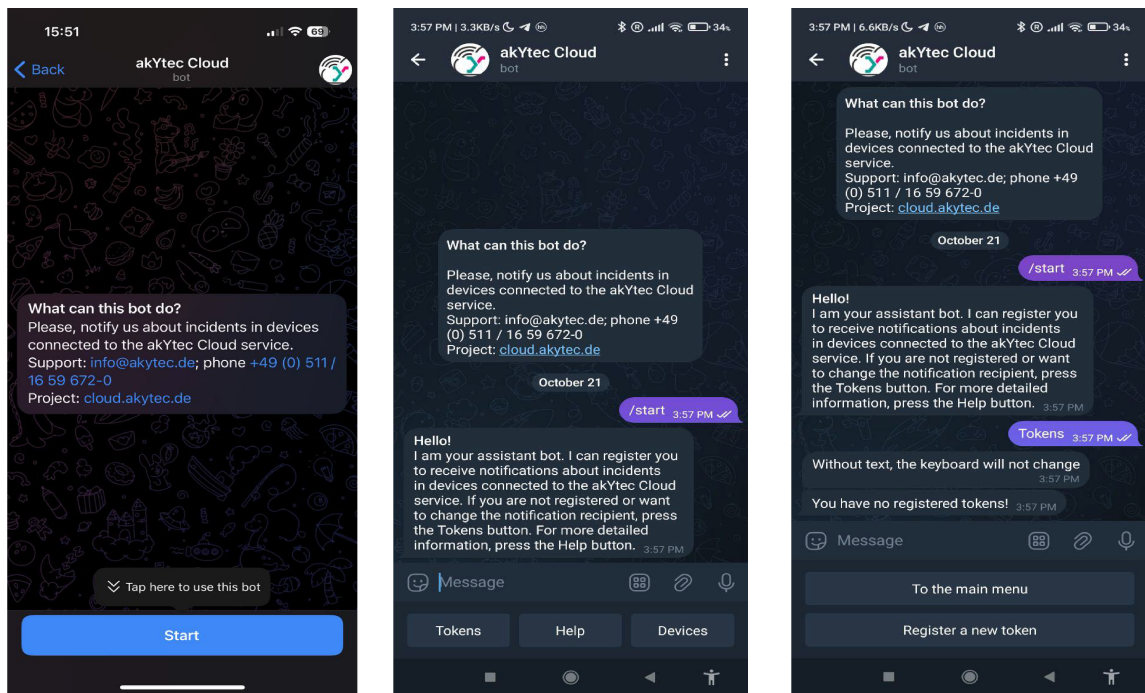 15:51
69
Back
akYtec Cloud
bot
What can this bot do?
Please, notify us about incidents in devices
connected to the akYtec Cloud service.
Support: info@akytec.de; phone +49 (0) 511 /
16 59 672-0
Project: cloud.akytec.de
Tap here to use this bot
Start
3:57 PM | 3.3KB/s
34%
akYtec Cloud
bot
What can this bot do?
Please, notify us about incidents in
devices connected to the akYtec Cloud
service.
Support: info@akytec.de; phone +49
(0) 511 / 16 59 672-0
Project: cloud.akytec.de
October 21
/start 3:57 PM
Hello!
I am your assistant bot. I can register you
to receive notifications about incidents
in devices connected to the akYtec Cloud
service. If you are not registered or want
to change the notification recipient, press
the Tokens button. For more detailed
information, press the Help button. 3:57 PM
Message
Tokens Help Devices
3:57 PM | 6.6KB/s
34%
akYtec Cloud
bot
What can this bot do?
Please, notify us about incidents in
devices connected to the akYtec Cloud
service.
Support: info@akytec.de; phone +49
(0) 511 / 16 59 672-0
Project: cloud.akytec.de
October 21
/start 3:57 PM
Hello!
I am your assistant bot. I can register you
to receive notifications about incidents
in devices connected to the akYtec Cloud
service. If you are not registered or want
to change the notification recipient, press
the Tokens button. For more detailed
information, press the Help button. 3:57 PM
Tokens 3:57 PM
Without text, the keyboard will not change
3:57 PM
You have no registered tokens! 3:57 PM
Message
To the main menu
Register a new token